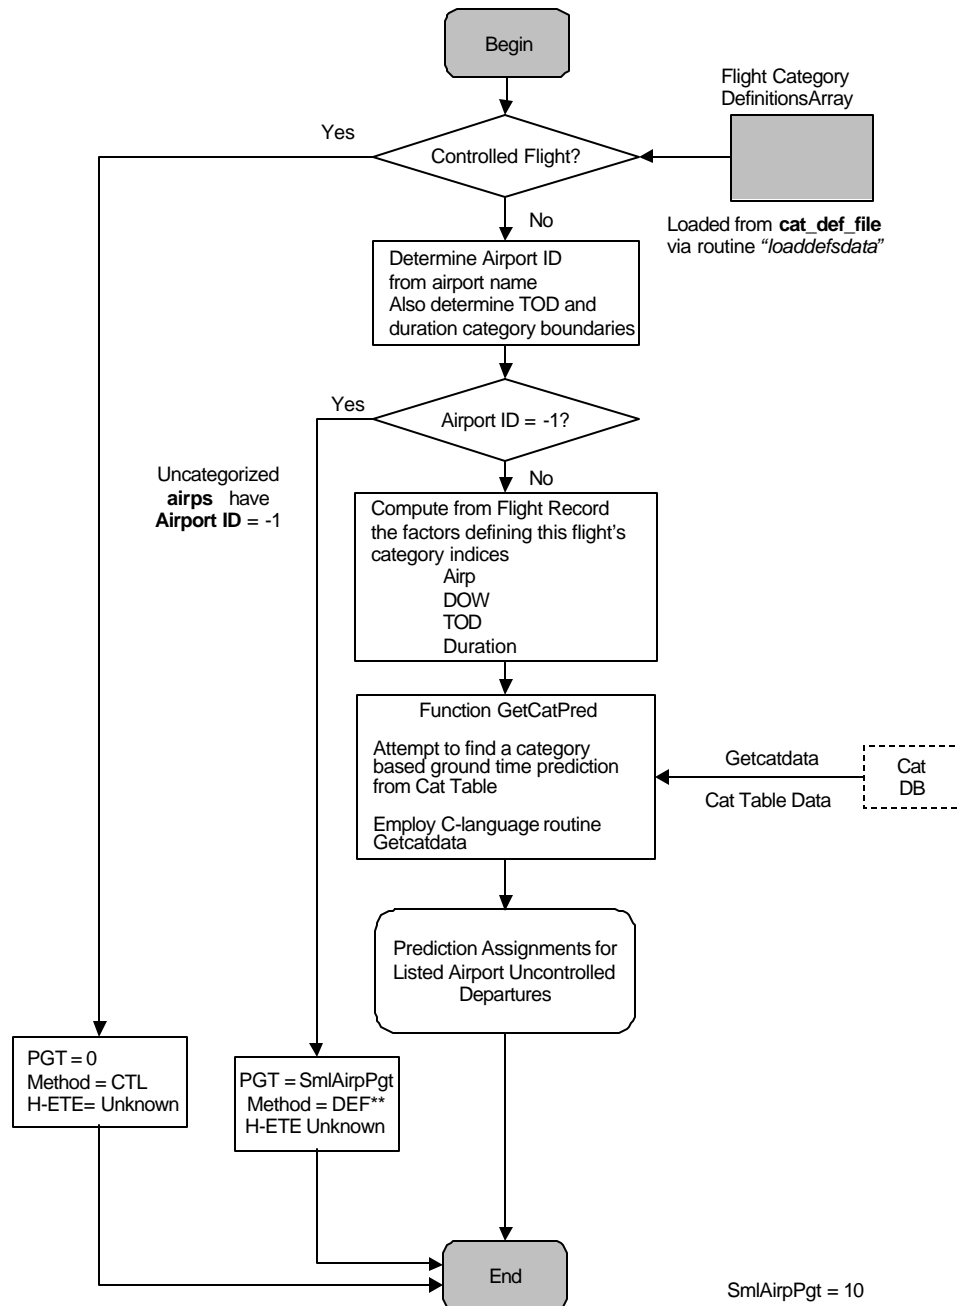 Begin
Flight Category
DefinitionsArray
Yes
Controlled Flight?
No
Loaded from cat_def_file
via routine "loaddefsdata"
Determine Airport ID
from airport name
Also determine TOD and
duration category boundaries
Yes
Airport ID = -1?
No
Uncategorized
airps have
Airport ID = -1
Compute from Flight Record
the factors defining this flight's
category indices
Airp
DOW
TOD
Duration
Function GetCatPred
Attempt to find a category
based ground time prediction
from Cat Table
Employ C-language routine
Getcatdata
Getcatdata
Cat Table Data
Cat
DB
Prediction Assignments for
Listed Airport Uncontrolled
Departures
PGT = 0
Method = CTL
H-ETE= Unknown
PGT = SmlAirpPgt
Method = DEF**
H-ETE Unknown
End
SmlAirpPgt = 10